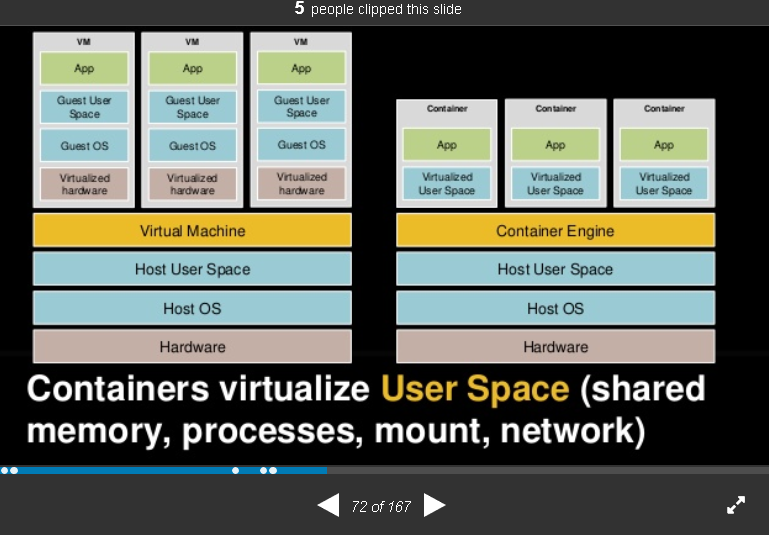 5 people clipped this slide
VM
App
Guest User
Space
Guest OS
Virtualized
hardware
VM
App
Guest User
Space
Guest OS
Virtualized
hardware
VM
App
Guest User
Space
Guest OS
Virtualized
hardware
Virtual Machine
Host User Space
Host OS
Hardware
Container
App
Virtualized
User Space
Container
App
Virtualized
User Space
Container
App
Virtualized
User Space
Container Engine
Host User Space
Host OS
Hardware
Containers virtualize User Space (shared
memory, processes, mount, network)
72 of 167